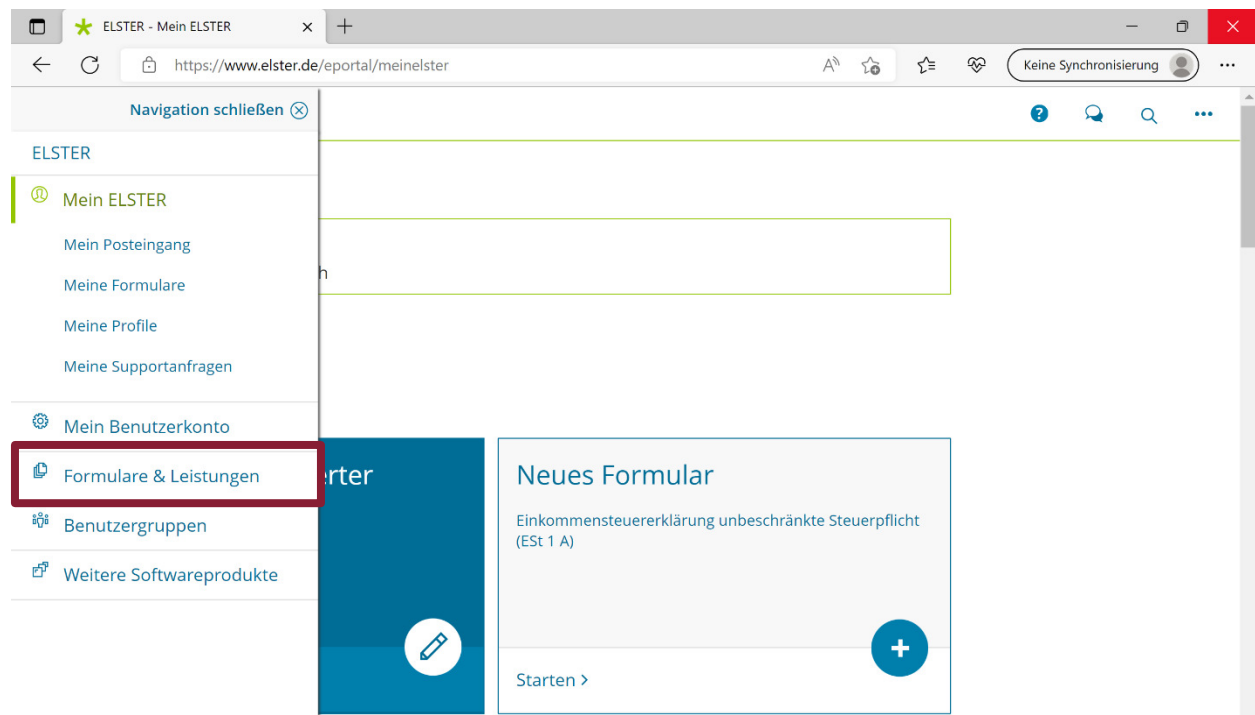 ELSTER - Mein ELSTER
https://www.elster.de/eportal/meinelster
Keine Synchronisierung
Navigation schließen
ELSTER
Mein ELSTER
Mein Posteingang
Meine Formulare
Meine Profile
Meine Supportanfragen
Mein Benutzerkonto
Formulare & Leistungen
Benutzergruppen
Weitere Softwareprodukte
h
rter
Neues Formular
Einkommensteuererklärung unbeschränkte Steuerpflicht
(ESt 1 A)
Starten >